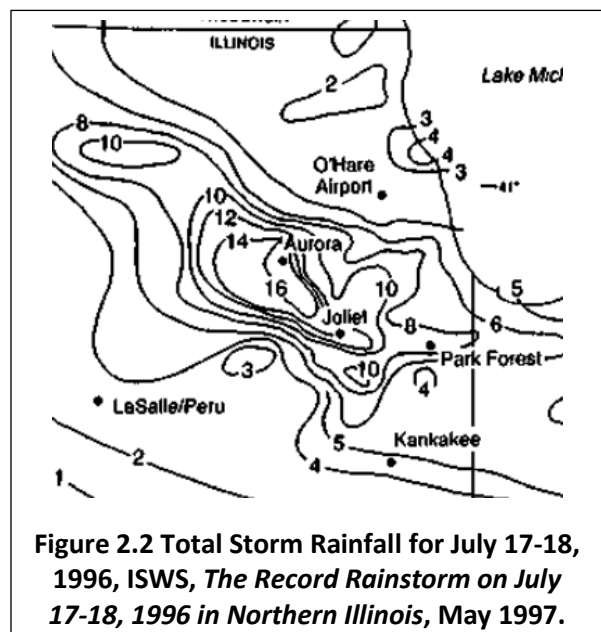 ILLINOIS
Lake Mich
2
8
10
3
4
4
3
O'Hare
Airport
41°
10
12
14
Aurora
16
10
5
Joliet
8
6
10
Park Forest
3
4
LaSalle/Peru
5
Kankakee
4
2
1
Figure 2.2 Total Storm Rainfall for July 17-18,
1996, ISWS, The Record Rainstorm on July
17-18, 1996 in Northern Illinois, May 1997.